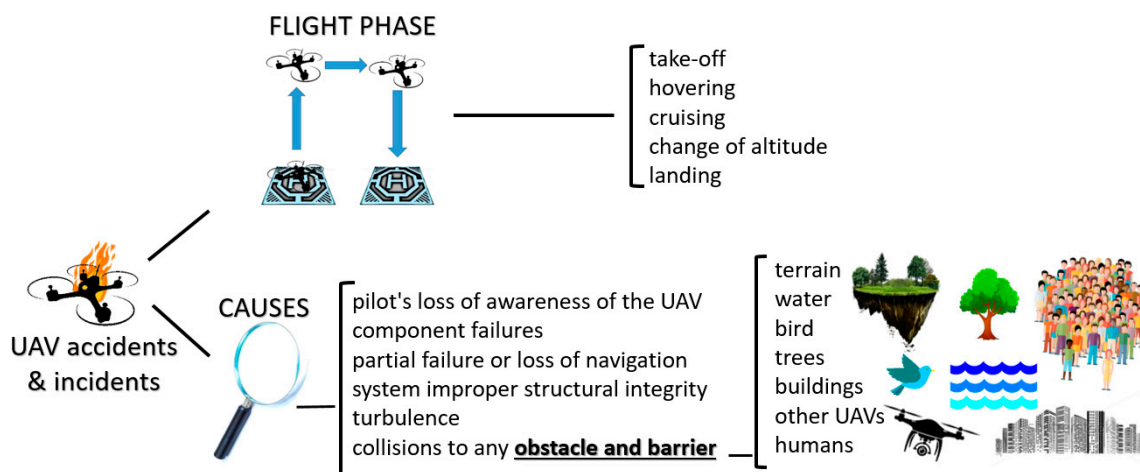 FLIGHT PHASE
take-off
hovering
cruising
change of altitude
landing
H
H
UAV accidents
& incidents
CAUSES
pilot's loss of awareness of the UAV
component failures
partial failure or loss of navigation
system improper structural integrity
turbulence
collisions to any obstacle and barrier
terrain
water
bird
trees
buildings
other UAVs
humans